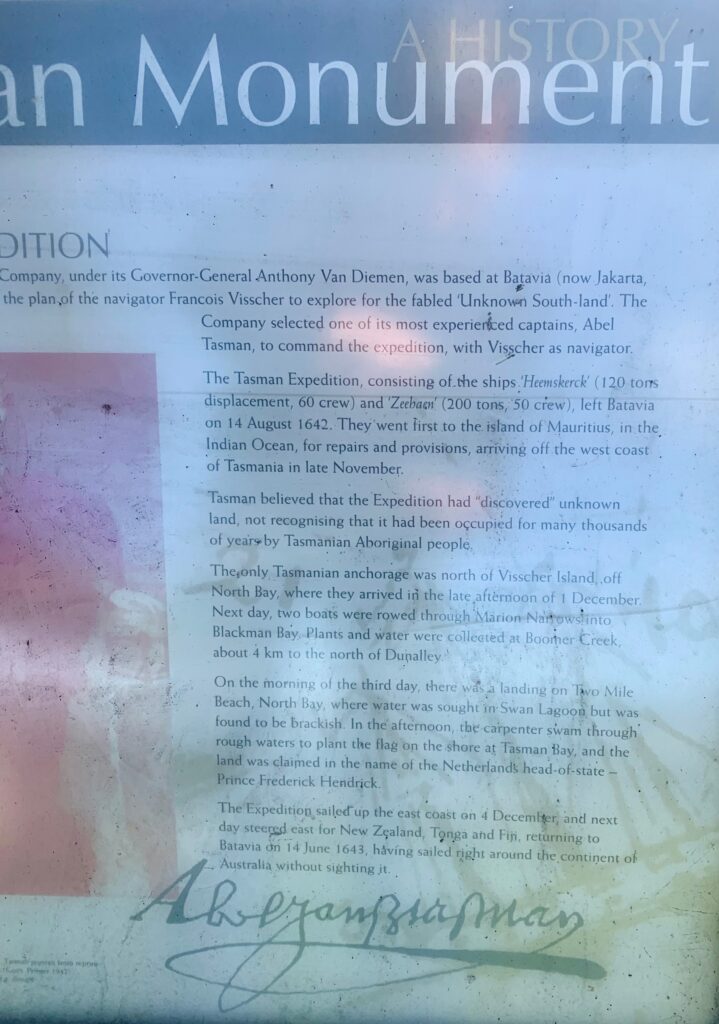 A HISTORY
an Monument
DITION
Company, under its Governor-General Anthony Van Diemen, was based at Batavia (now Jakarta,
the plan of the navigator Francois Visscher to explore for the fabled 'Unknown South-land'. The
Company selected one of its most experienced captains, Abel
Tasman, to command the expedition, with Visscher as navigator.
The Tasman Expedition, consisting of the ships 'Heemskerck' (120 tons
displacement, 60 crew) and 'Zeehaen' (200 tons, 50 crew), left Batavia
on 14 August 1642. They went first to the island of Mauritius, in the
Indian Ocean, for repairs and provisions, arriving off the west coast
of Tasmania in late November.
Tasman believed that the Expedition had "discovered" unknown
land, not recognising that it had been occupied for many thousands
of years by Tasmanian Aboriginal people.
The only Tasmanian anchorage was north of Visscher Island, off
North Bay, where they arrived in the late afternoon of 1 December.
Next day, two boats were rowed through Marion Narrows into
Blackman Bay. Plants and water were collected at Boomer Creek,
about 4 km to the north of Dunalley.
On the morning of the third day, there was a landing on Two Mile
Beach, North Bay, where water was sought in Swan Lagoon but was
found to be brackish. In the afternoon, the carpenter swam through
rough waters to plant the flag on the shore at Tasman Bay, and the
land was claimed in the name of the Netherlands head-of-state –
Prince Frederick Hendrick.
The Expedition sailed up the east coast on 4 December, and next
day steered east for New Zealand, Tonga and Fiji, returning to
Batavia on 14 June 1643, having sailed right around the continent of
Australia without sighting it.
Abel Jansz Tasman